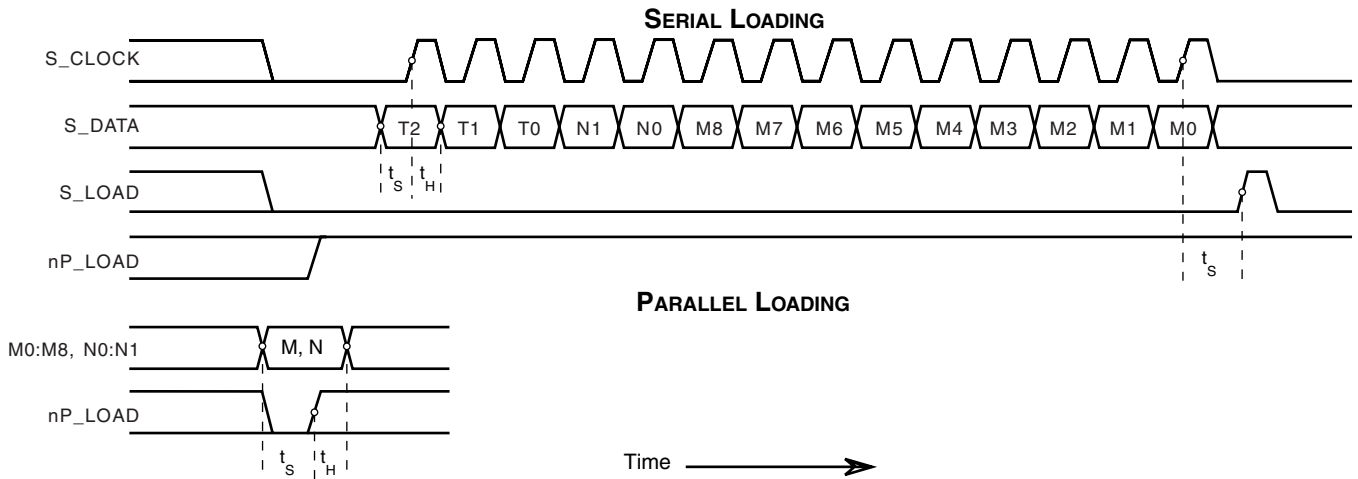 SERIAL LOADING
S_CLOCK
S_DATA
T2 T1 T0 N1 N0 M8 M7 M6 M5 M4 M3 M2 M1 M0
tS tH
S_LOAD
nP_LOAD
tS
PARALLEL LOADING
M0:M8, N0:N1
M, N
nP_LOAD
tS tH
Time